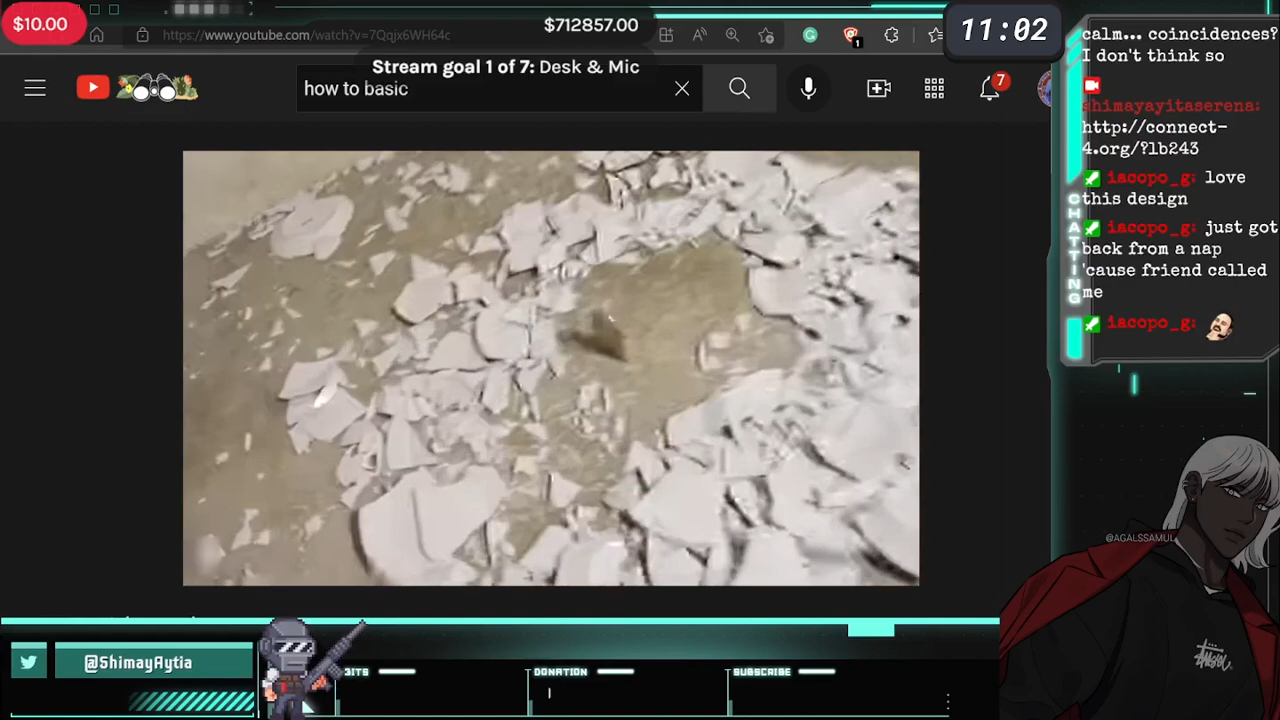 $10.00
$712857.00
11:02
https://www.youtube.com/watch?v=7Qqjx6WH64c
1
Stream goal 1 of 7: Desk & Mic
how to basic
7
calm... coincidences?
I don't think so
shimayayitaserena:
http://connect-
4.org/?lb243
iacopo_g: love
this design
iacopo_g: just got
back from a nap
'cause friend called
me
iacopo_g:
CHATTING
@AGALSSAMUL
@ShimayAytia
BITS
DONATION
SUBSCRIBE